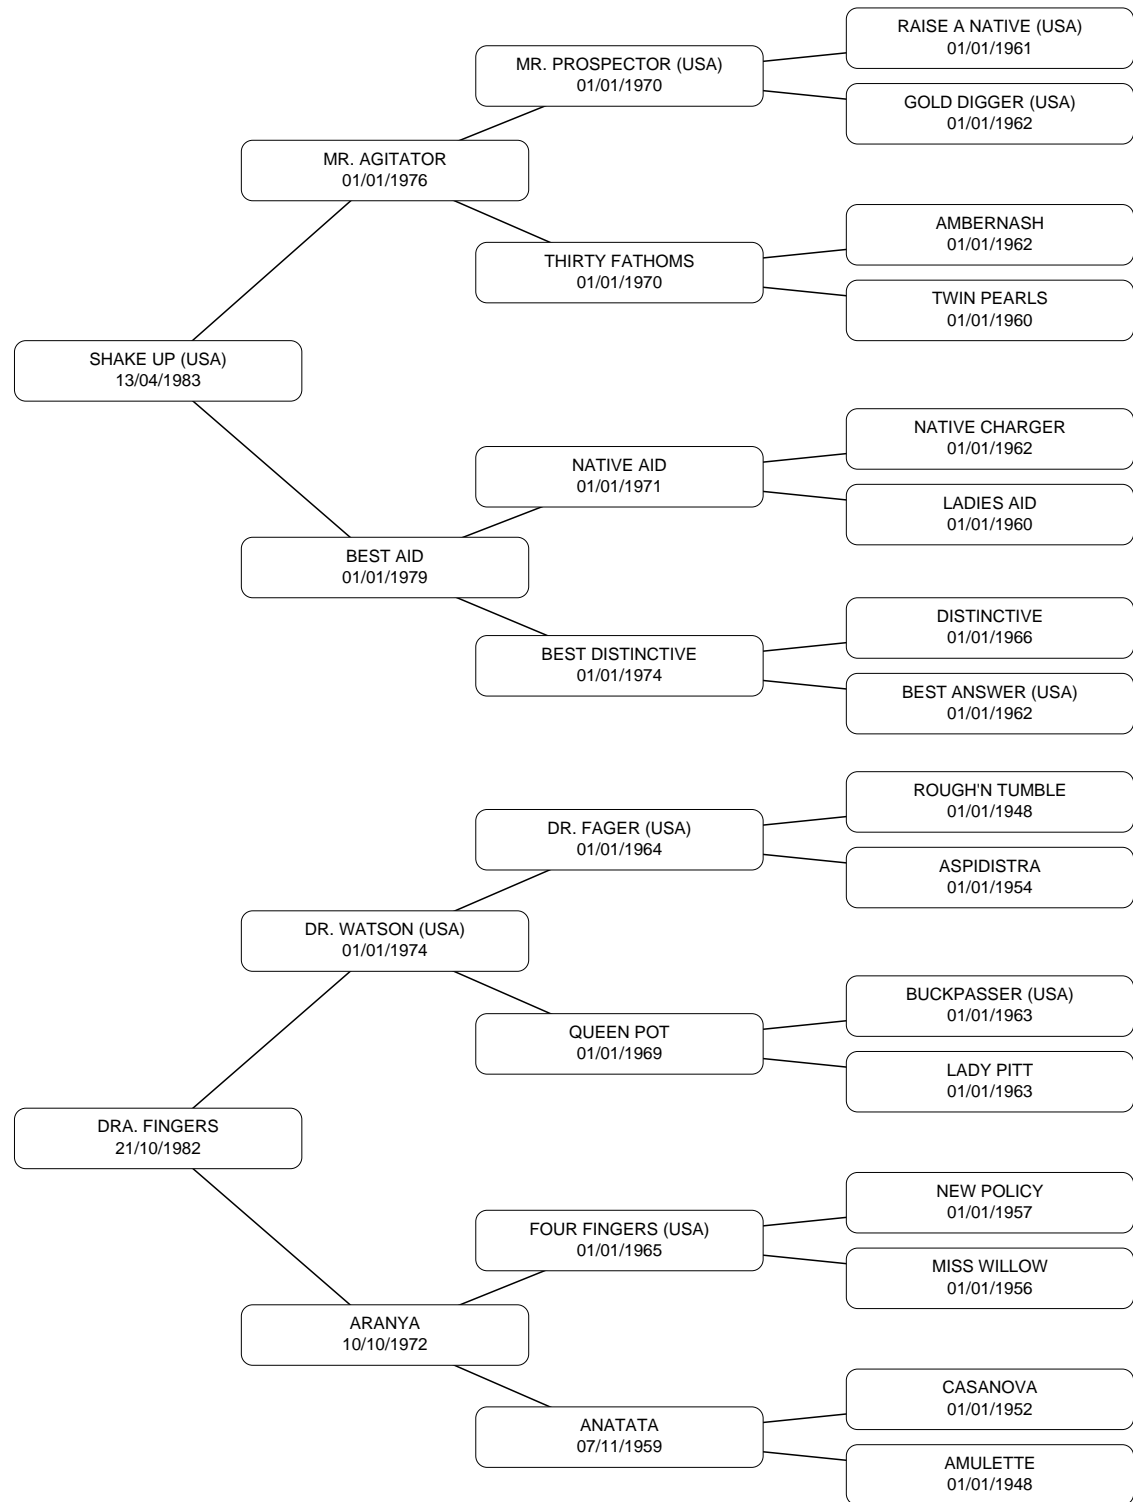 RAISE A NATIVE (USA)
01/01/1961
MR. PROSPECTOR (USA)
01/01/1970
GOLD DIGGER (USA)
01/01/1962
MR. AGITATOR
01/01/1976
AMBERNASH
01/01/1962
THIRTY FATHOMS
01/01/1970
TWIN PEARLS
01/01/1960
SHAKE UP (USA)
13/04/1983
NATIVE CHARGER
01/01/1962
NATIVE AID
01/01/1971
LADIES AID
01/01/1960
BEST AID
01/01/1979
DISTINCTIVE
01/01/1966
BEST DISTINCTIVE
01/01/1974
BEST ANSWER (USA)
01/01/1962
ROUGH'N TUMBLE
01/01/1948
DR. FAGER (USA)
01/01/1964
ASPIDISTRA
01/01/1954
DR. WATSON (USA)
01/01/1974
BUCKPASSER (USA)
01/01/1963
QUEEN POT
01/01/1969
LADY PITT
01/01/1963
DRA. FINGERS
21/10/1982
NEW POLICY
01/01/1957
FOUR FINGERS (USA)
01/01/1965
MISS WILLOW
01/01/1956
ARANYA
10/10/1972
CASANOVA
01/01/1952
ANATATA
07/11/1959
AMULETTE
01/01/1948